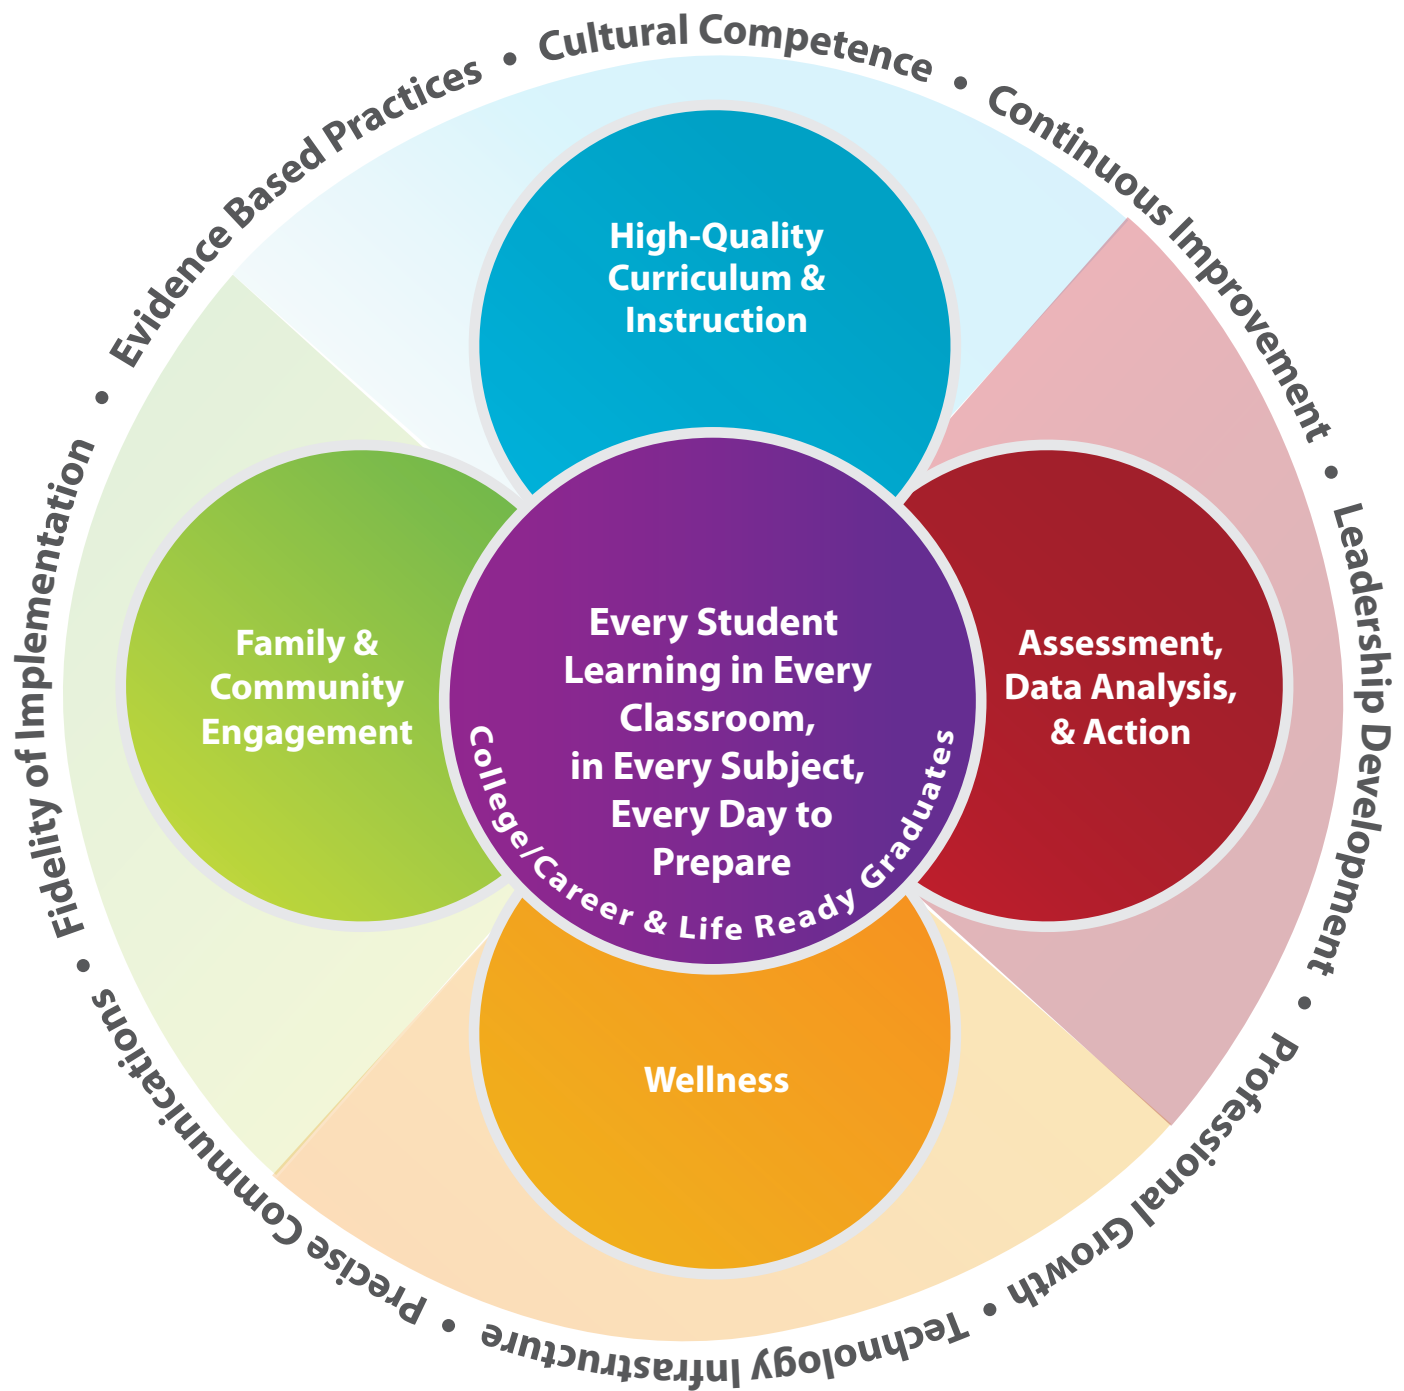 Evidence Based Practices • Cultural Competence • Continuous Improvement • Leadership Development • Professional Growth • Technology Infrastructure • Precise Communications • Fidelity of Implementation •
High-Quality
Curriculum &
Instruction
Family &
Community
Engagement
Every Student
Learning in Every
Classroom,
in Every Subject,
Every Day to
Prepare
College/Career & Life Ready Graduates
Assessment,
Data Analysis,
& Action
Wellness